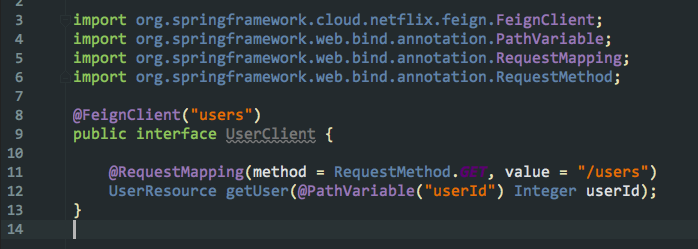 2
3 import org.springframework.cloud.netflix.feign.FeignClient;
4 import org.springframework.web.bind.annotation.PathVariable;
5 import org.springframework.web.bind.annotation.RequestMapping;
6 import org.springframework.web.bind.annotation.RequestMethod;
7
8 @FeignClient("users")
9 public interface UserClient {
10
11 @RequestMapping(method = RequestMethod.GET, value = "/users")
12 UserResource getUser(@PathVariable("userId") Integer userId);
13 }
14